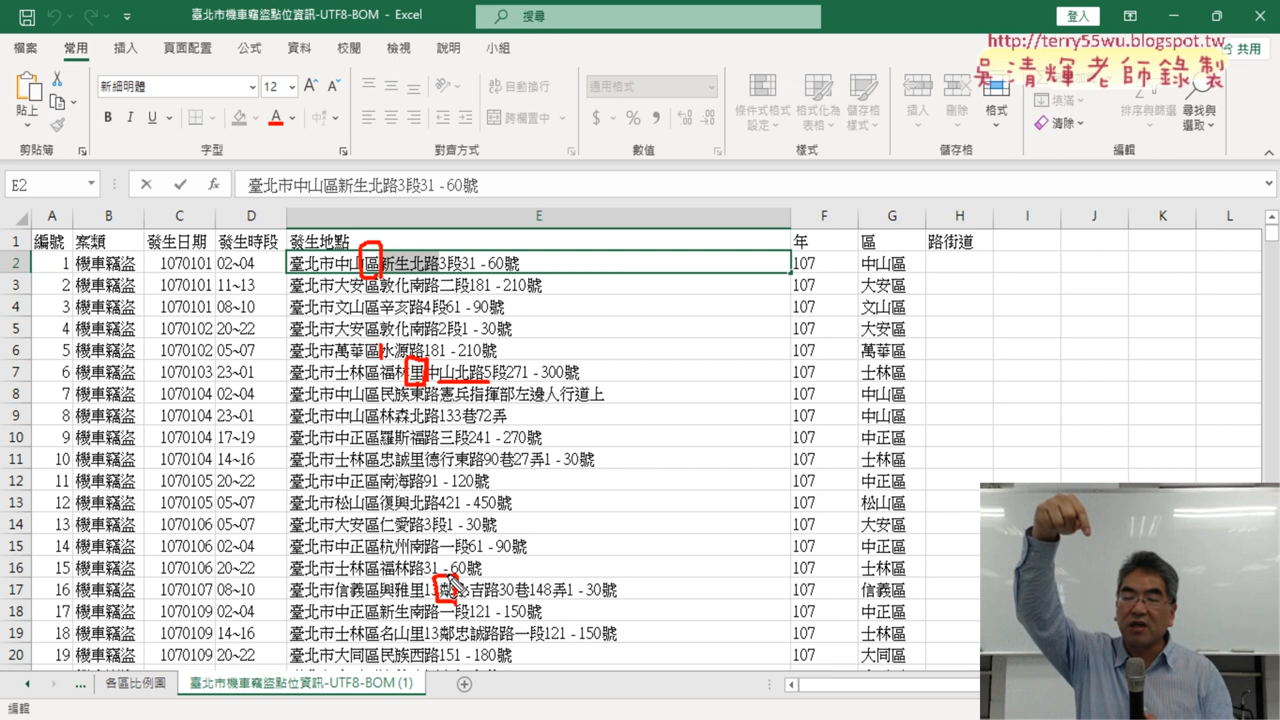 臺北市機車竊盜點位資訊-UTF8-BOM - Excel
搜尋
登入
檔案 常用 插入 頁面配置 公式 資料 校閱 檢視 說明 小組
共用
http://terry55wu.blogspot.tw
吳清輝老師錄製
貼上
新細明體 12
B I U A
自動換行
跨欄置中
通用格式
$ % 9
條件式格式設定 格式化為表格 儲存格樣式
插入 刪除 格式
填滿
清除
排序與篩選 尋找與選取
剪貼簿 字型 對齊方式 數值 樣式 儲存格 編輯
E2 fx 臺北市中山區新生北路3段31 - 60號
A B C D E F G H I J K L
1 編號 案類 發生日期 發生時段 發生地點 年 區 路街道
2 1 機車竊盜 1070101 02~04 臺北市中山區新生北路3段31 - 60號 107 中山區
3 2 機車竊盜 1070101 11~13 臺北市大安區敦化南路二段181 - 210號 107 大安區
4 3 機車竊盜 1070101 08~10 臺北市文山區辛亥路4段61 - 90號 107 文山區
5 4 機車竊盜 1070102 20~22 臺北市大安區敦化南路2段1 - 30號 107 大安區
6 5 機車竊盜 1070102 05~07 臺北市萬華區水源路181 - 210號 107 萬華區
7 6 機車竊盜 1070103 23~01 臺北市士林區福林里中山北路5段271 - 300號 107 士林區
8 7 機車竊盜 1070104 02~04 臺北市中山區民族東路憲兵指揮部左邊人行道上 107 中山區
9 8 機車竊盜 1070104 23~01 臺北市中山區林森北路133巷72弄 107 中山區
10 9 機車竊盜 1070104 17~19 臺北市中正區羅斯福路三段241 - 270號 107 中正區
11 10 機車竊盜 1070104 14~16 臺北市士林區忠誠里德行東路90巷27弄1 - 30號 107 士林區
12 11 機車竊盜 1070105 20~22 臺北市中正區南海路91 - 120號 107 中正區
13 12 機車竊盜 1070105 05~07 臺北市松山區復興北路421 - 450號 107 松山區
14 13 機車竊盜 1070106 05~07 臺北市大安區仁愛路3段1 - 30號 107 大安區
15 14 機車竊盜 1070106 02~04 臺北市中正區杭州南路一段61 - 90號 107 中正區
16 15 機車竊盜 1070106 02~04 臺北市士林區福林路31 - 60號 107 士林區
17 16 機車竊盜 1070107 08~10 臺北市信義區興雅里13鄰忠孝路30巷148弄1 - 30號 107 信義區
18 17 機車竊盜 1070109 02~04 臺北市中正區新生南路一段121 - 150號 107 中正區
19 18 機車竊盜 1070109 14~16 臺北市士林區名山里13鄰忠誠路路一段121 - 150號 107 士林區
20 19 機車竊盜 1070109 20~22 臺北市大同區民族西路151 - 180號 107 大同區
... 各區比例圖 臺北市機車竊盜點位資訊-UTF8-BOM (1)
編輯